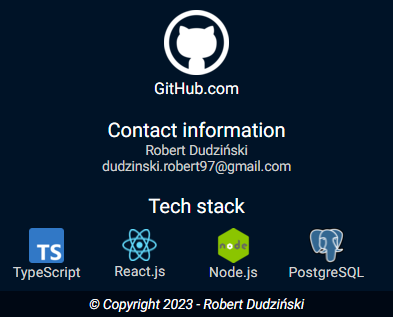 GitHub.com
Contact information
Robert Dudziński
dudzinski.robert97@gmail.com
Tech stack
TS
node
TypeScript React.js Node.js PostgreSQL
© Copyright 2023 - Robert Dudziński